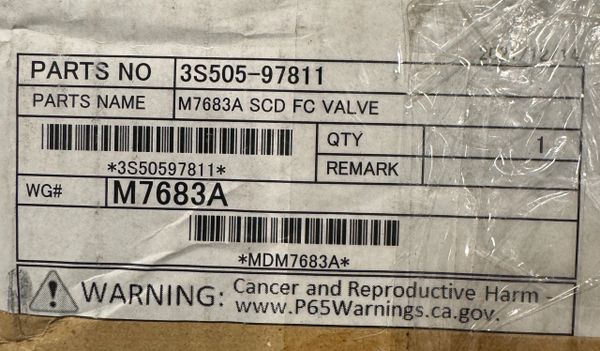 PARTS NO 3S505-97811
PARTS NAME M7683A SCD FC VALVE
*3S50597811*
QTY 1
REMARK
WG# M7683A
*MDM7683A*
WARNING: Cancer and Reproductive Harm -
www.P65Warnings.ca.gov.